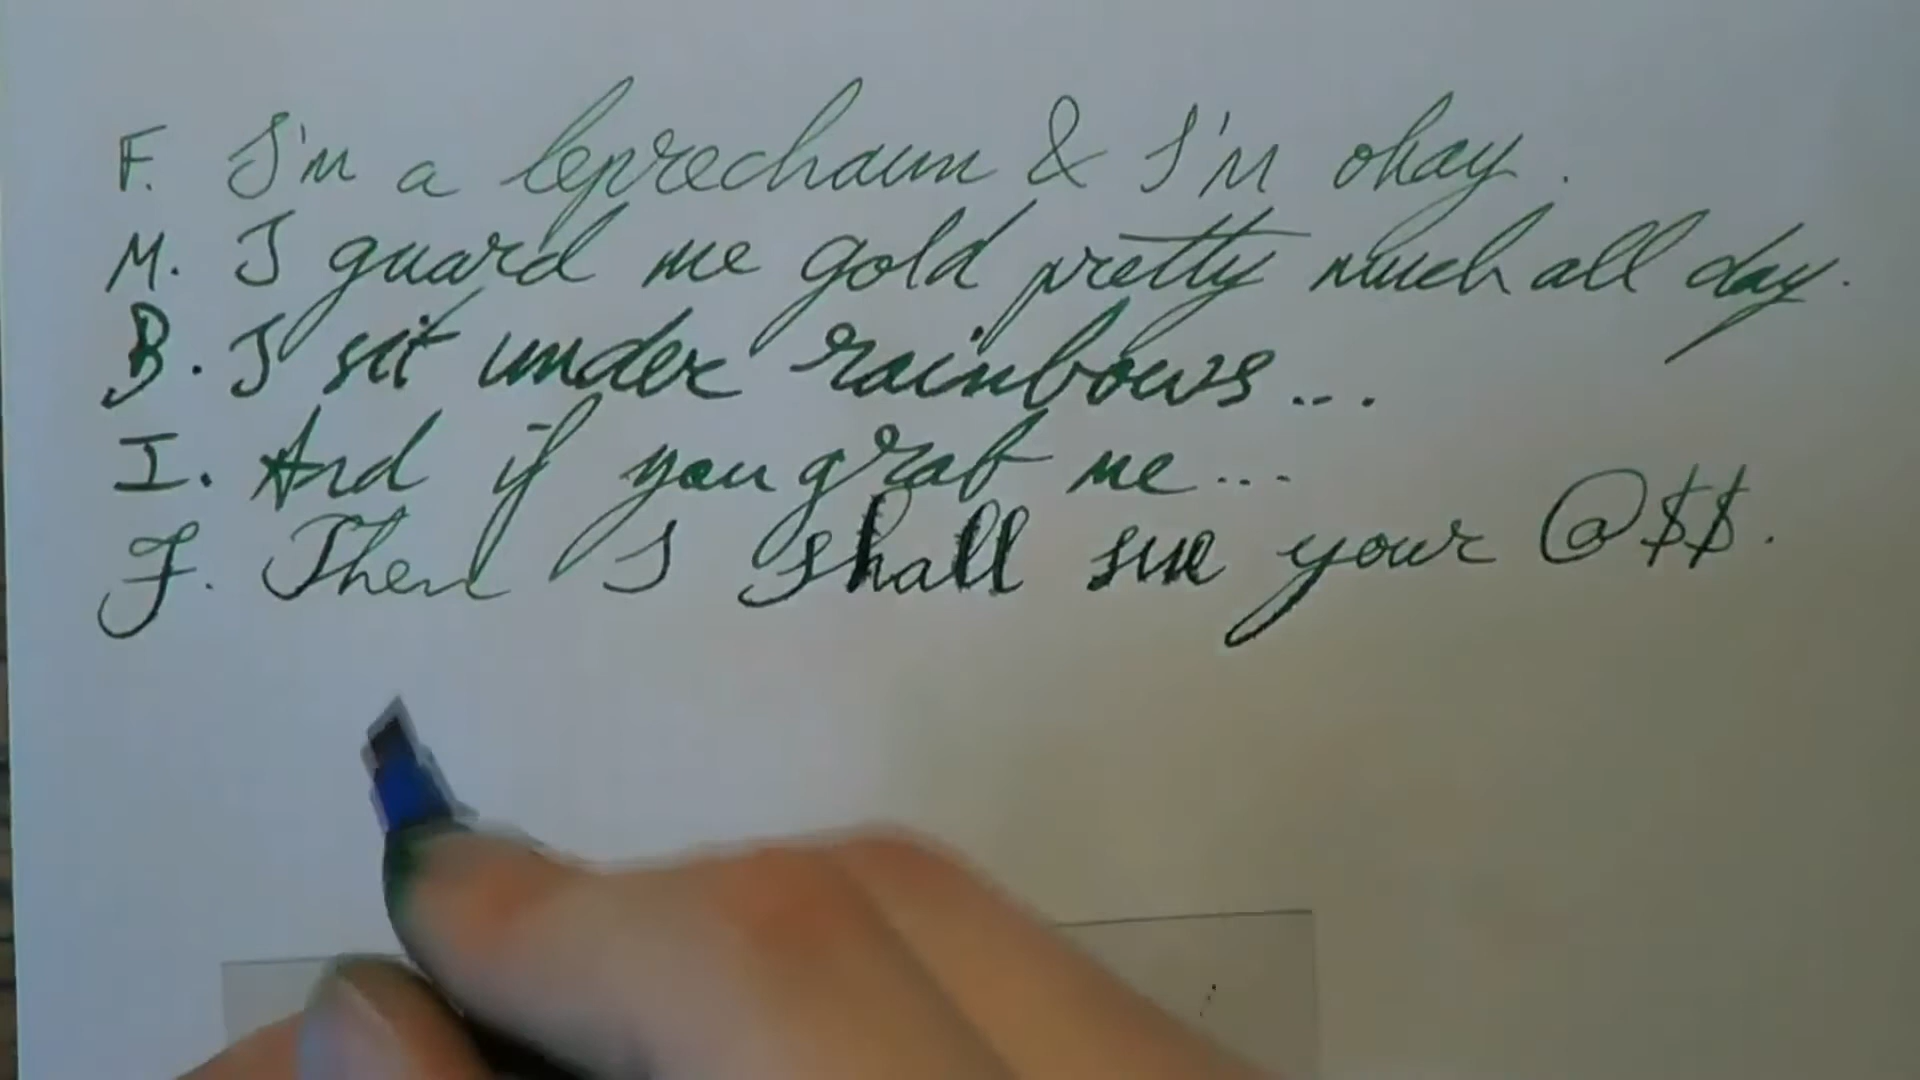 F. I'm a leprechaun & I'm okay.
M. I guard me gold pretty much all day.
B. I sit under rainbows...
I. And if you grab me...
F. Then I shall sue your @$$.